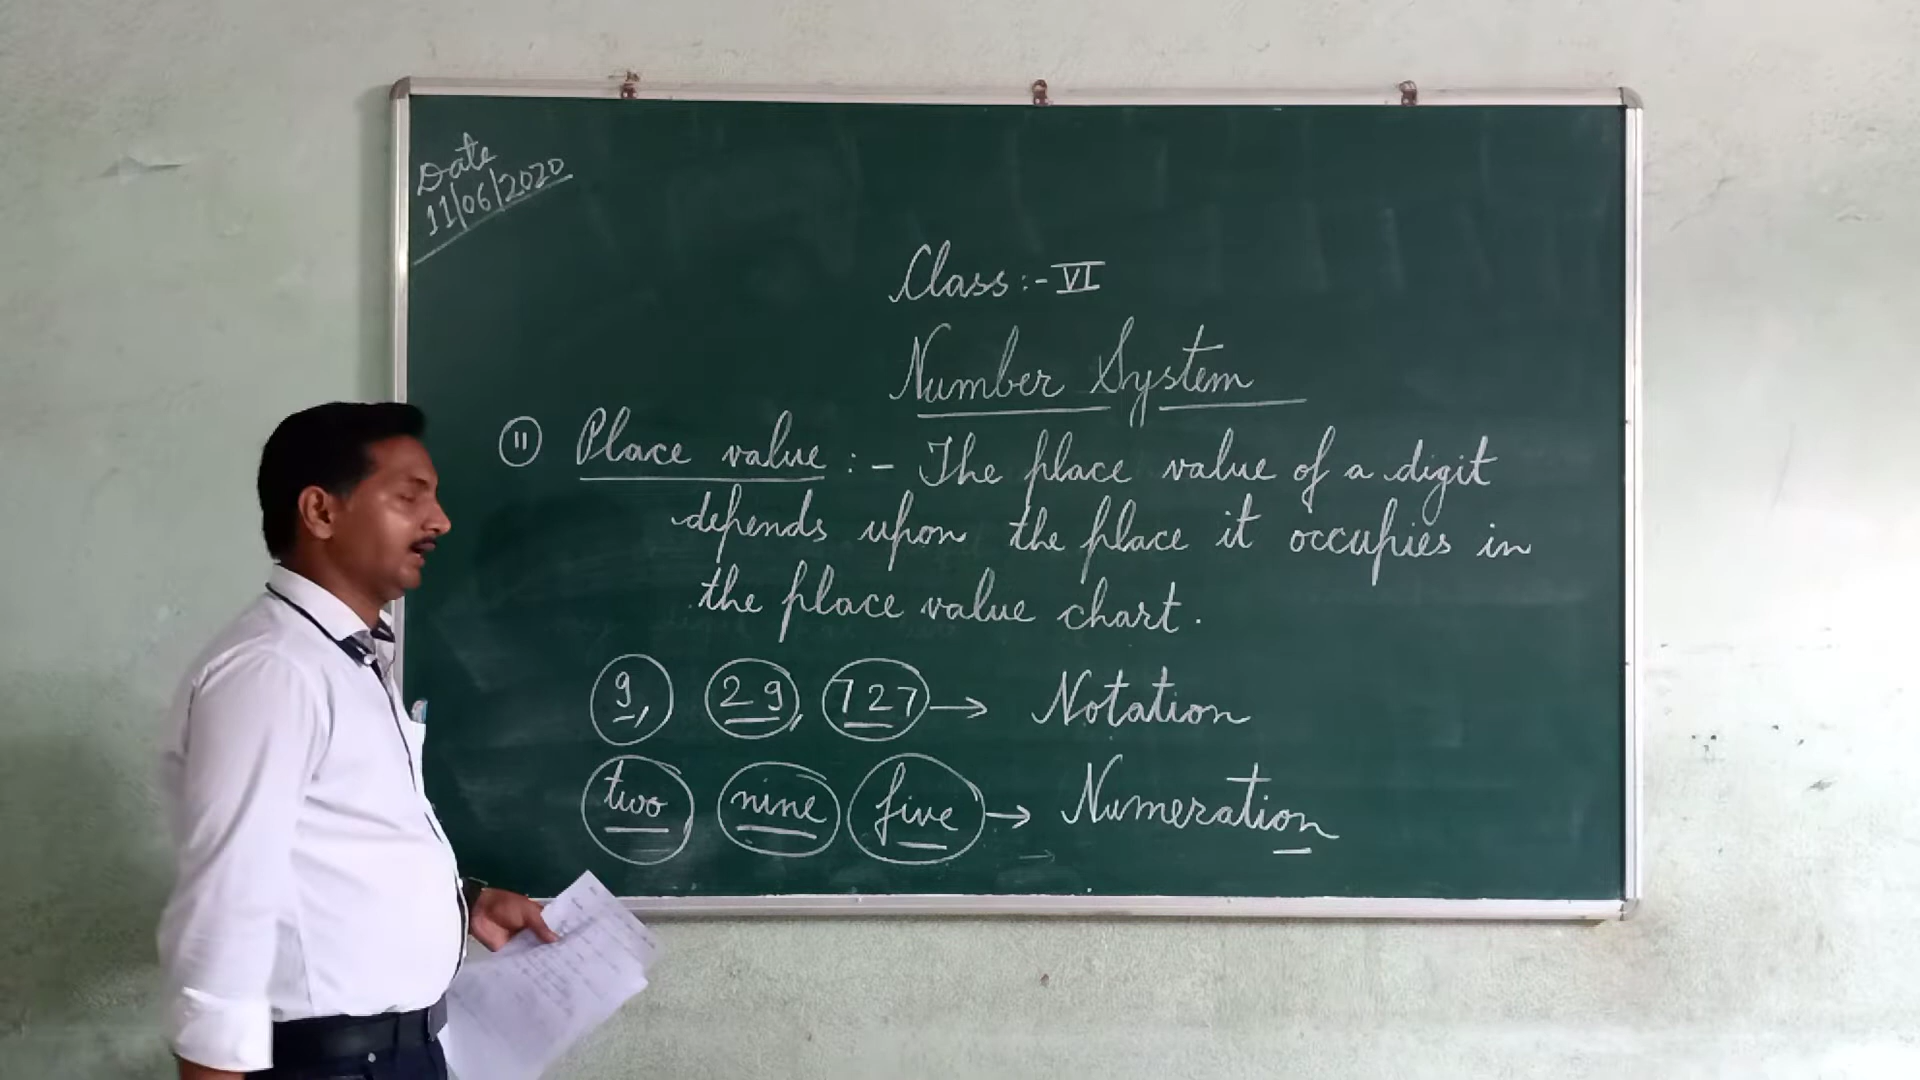 Date
11/06/2020
Class:- VI
Number System
(11) Place value :- The place value of a digit
depends upon the place it occupies in
the place value chart.
9, 29, 727 → Notation
two nine five → Numeration